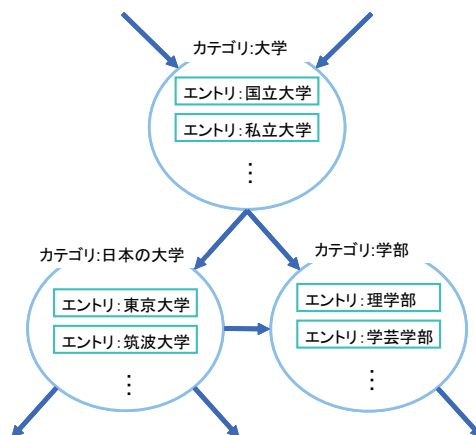 カテゴリ:大学
エントリ:国立大学
エントリ:私立大学
⋮
カテゴリ:日本の大学
エントリ:東京大学
エントリ:筑波大学
⋮
カテゴリ:学部
エントリ:理学部
エントリ:学芸学部
⋮